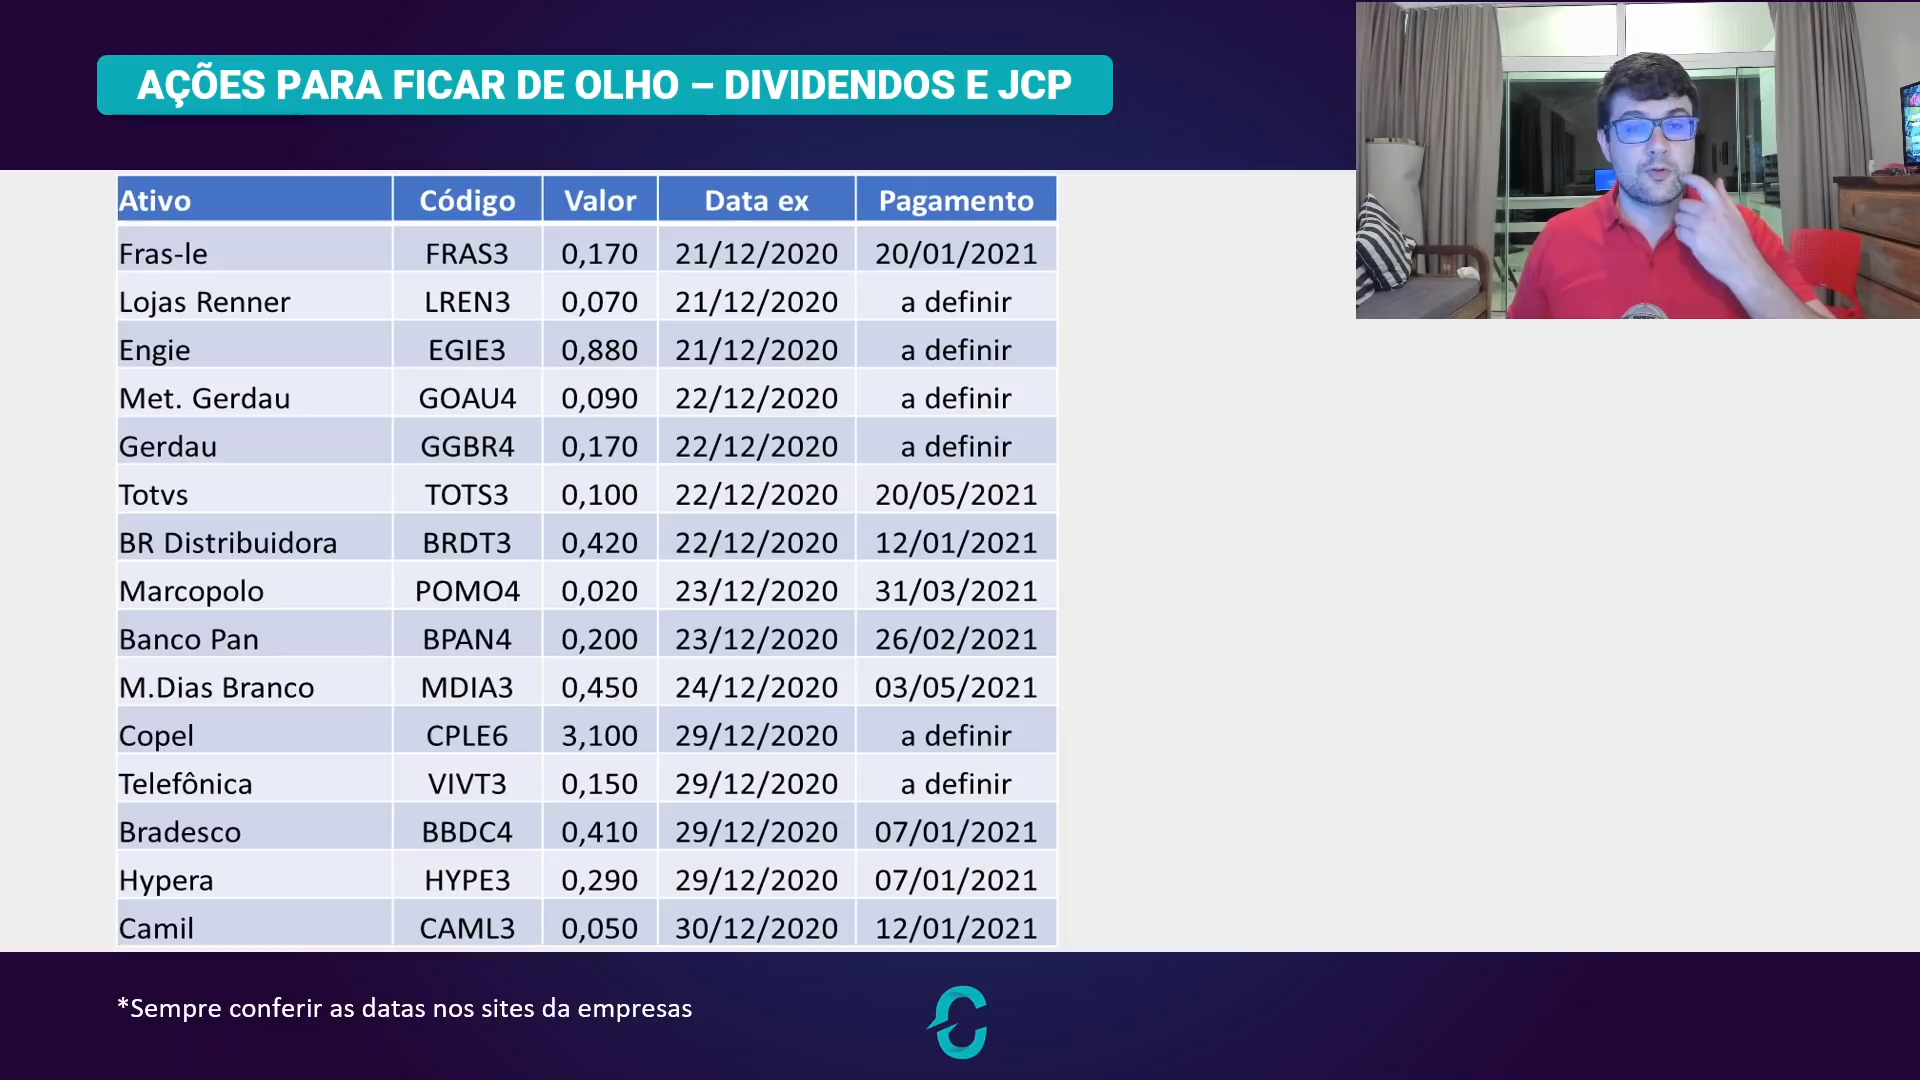 AÇÕES PARA FICAR DE OLHO – DIVIDENDOS E JCP
Ativo Código Valor Data ex Pagamento
Fras-le FRAS3 0,170 21/12/2020 20/01/2021
Lojas Renner LREN3 0,070 21/12/2020 a definir
Engie EGIE3 0,880 21/12/2020 a definir
Met. Gerdau GOAU4 0,090 22/12/2020 a definir
Gerdau GGBR4 0,170 22/12/2020 a definir
Totvs TOTS3 0,100 22/12/2020 20/05/2021
BR Distribuidora BRDT3 0,420 22/12/2020 12/01/2021
Marcopolo POMO4 0,020 23/12/2020 31/03/2021
Banco Pan BPAN4 0,200 23/12/2020 26/02/2021
M.Dias Branco MDIA3 0,450 24/12/2020 03/05/2021
Copel CPLE6 3,100 29/12/2020 a definir
Telefônica VIVT3 0,150 29/12/2020 a definir
Bradesco BBDC4 0,410 29/12/2020 07/01/2021
Hypera HYPE3 0,290 29/12/2020 07/01/2021
Camil CAML3 0,050 30/12/2020 12/01/2021
*Sempre conferir as datas nos sites da empresas